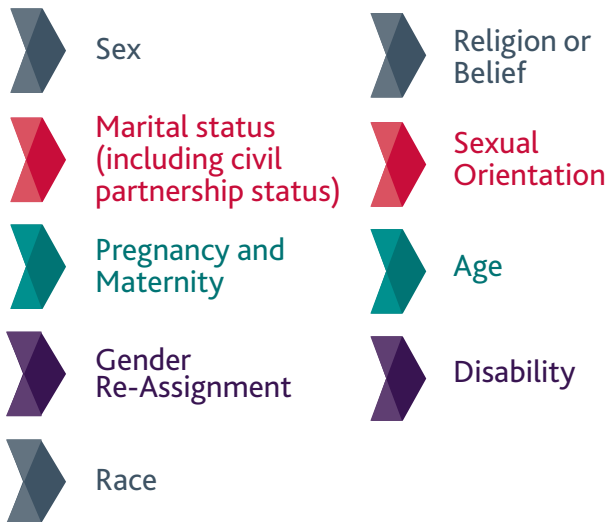 Sex
Marital status
(including civil
partnership status)
Pregnancy and
Maternity
Gender
Re-Assignment
Race
Religion or
Belief
Sexual
Orientation
Age
Disability